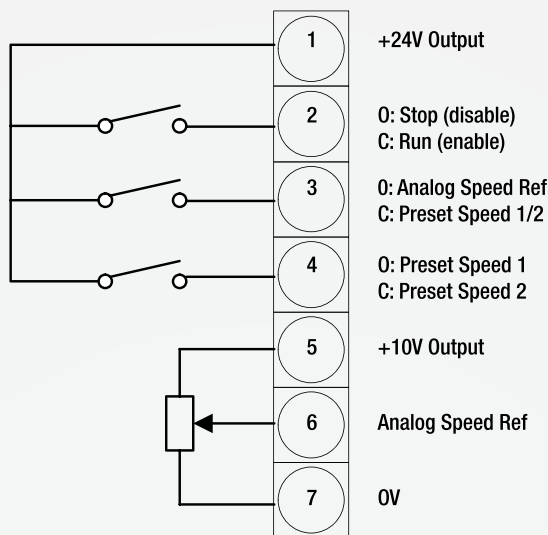 1 +24V Output
2 O: Stop (disable)
C: Run (enable)
3 O: Analog Speed Ref
C: Preset Speed 1/2
4 O: Preset Speed 1
C: Preset Speed 2
5 +10V Output
6 Analog Speed Ref
7 0V